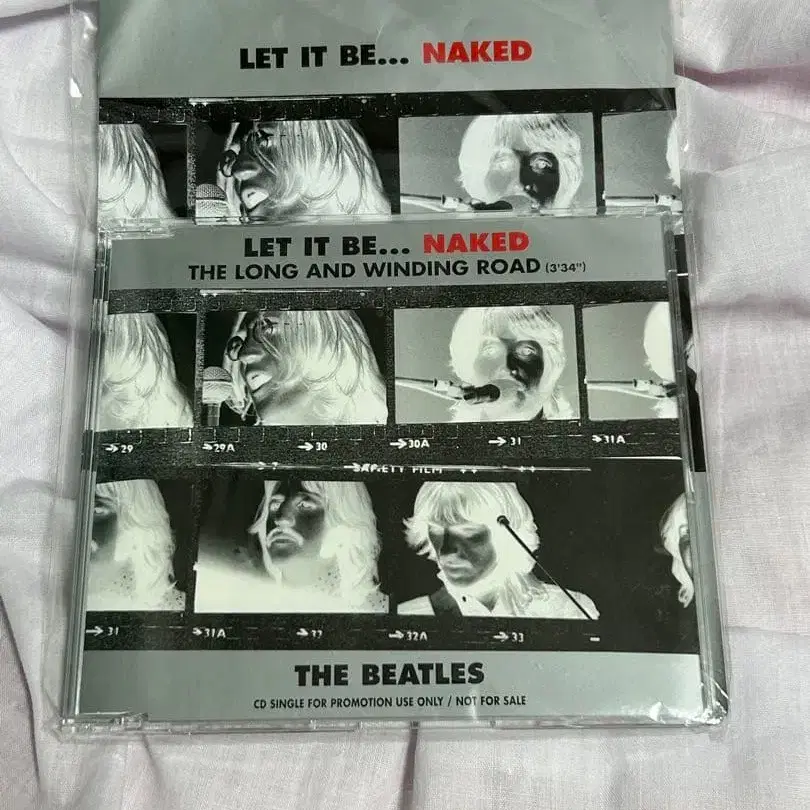 LET IT BE... NAKED
LET IT BE... NAKED
THE LONG AND WINDING ROAD (3'34")
→29 →29A →30 →30A →31 →31A
SAFETY FILM
→31 →31A →32 →32A →33
THE BEATLES
CD SINGLE FOR PROMOTION USE ONLY / NOT FOR SALE